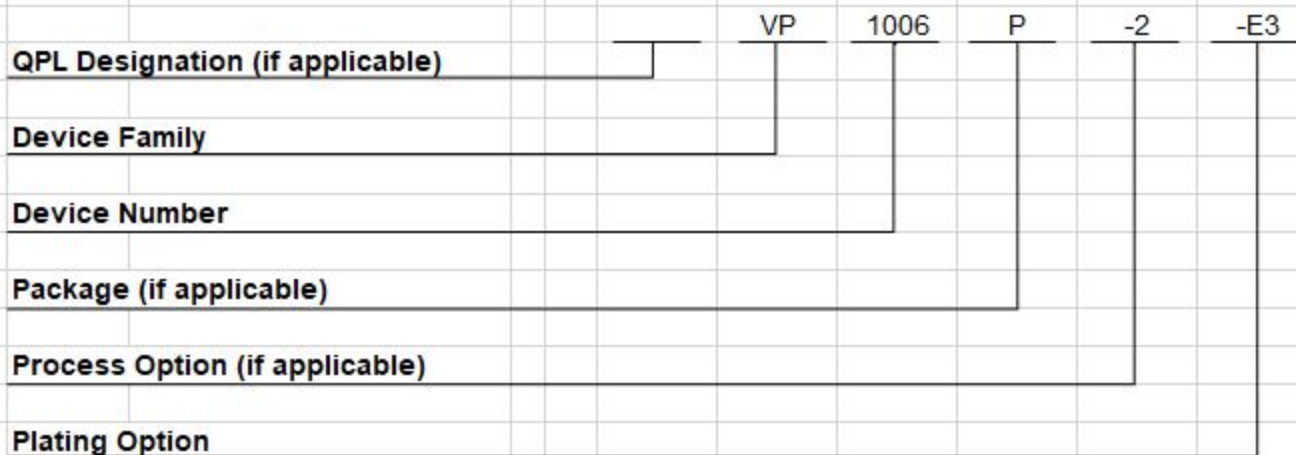 VP 1006 P -2 -E3
QPL Designation (if applicable)
Device Family
Device Number
Package (if applicable)
Process Option (if applicable)
Plating Option